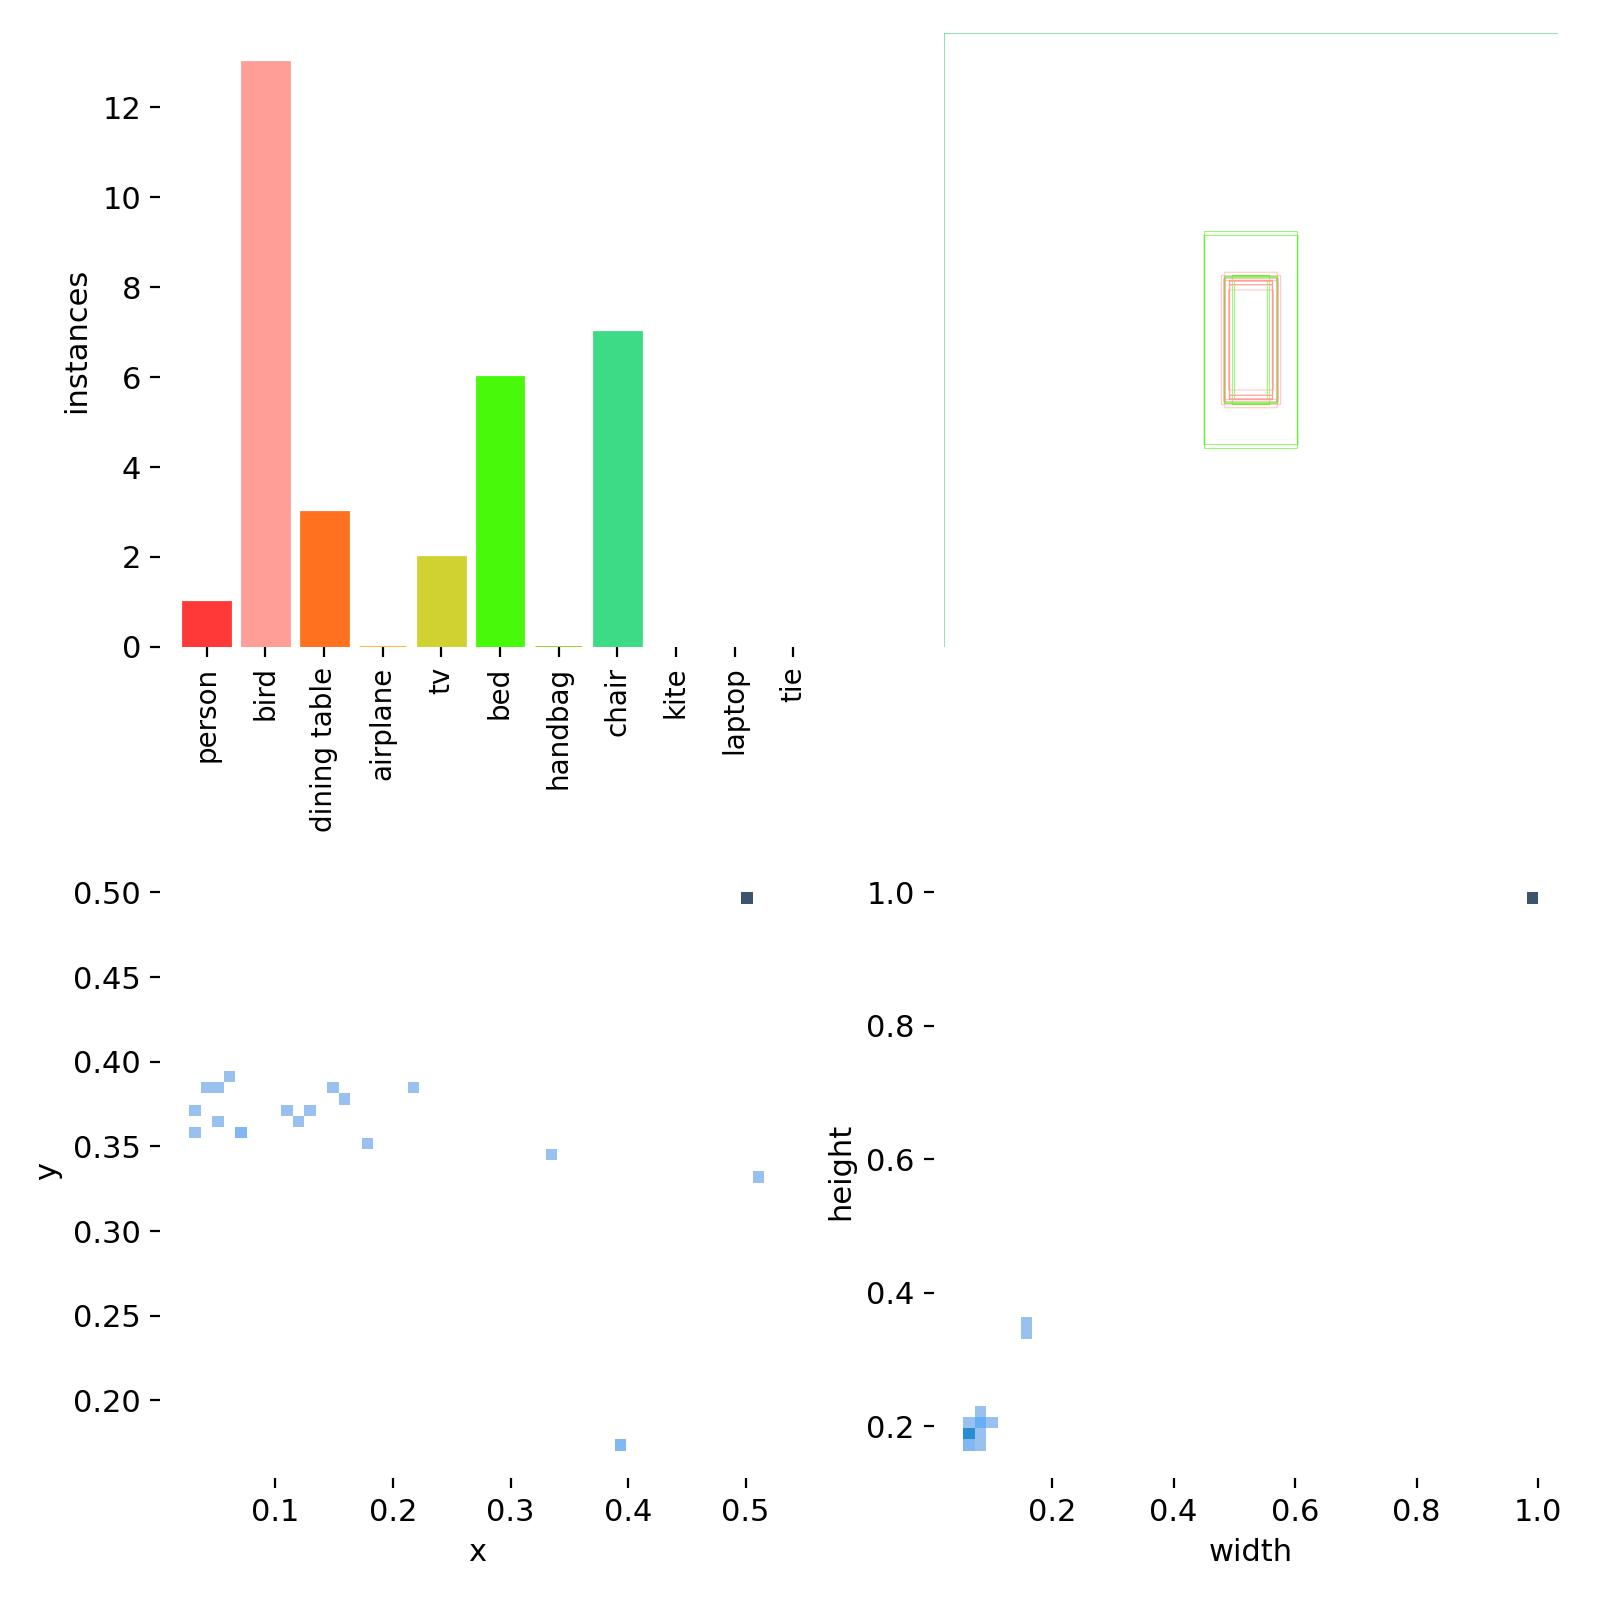 instances
12
10
8
6
4
2
0
person
bird
dining table
airplane
tv
bed
handbag
chair
kite
laptop
tie
y
0.50
0.45
0.40
0.35
0.30
0.25
0.20
0.1 0.2 0.3 0.4 0.5
x
height
1.0
0.8
0.6
0.4
0.2
0.2 0.4 0.6 0.8 1.0
width